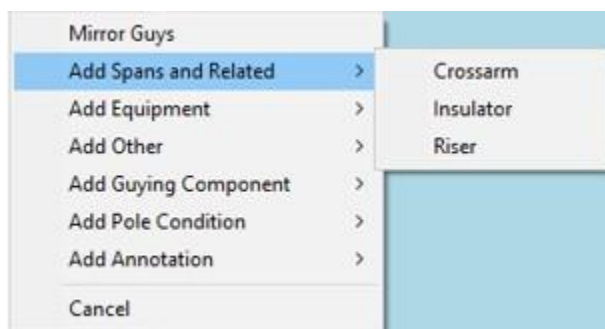 Mirror Guys
Add Spans and Related
Crossarm
Add Equipment
Insulator
Add Other
Riser
Add Guying Component
Add Pole Condition
Add Annotation
Cancel